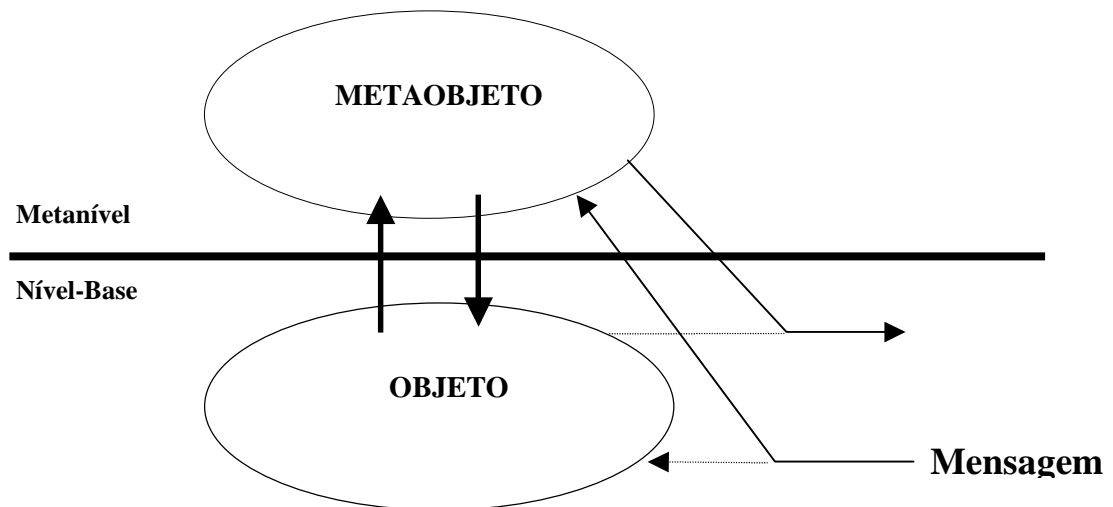 METAOBJETO
Metanível
Nível-Base
OBJETO
Mensagem